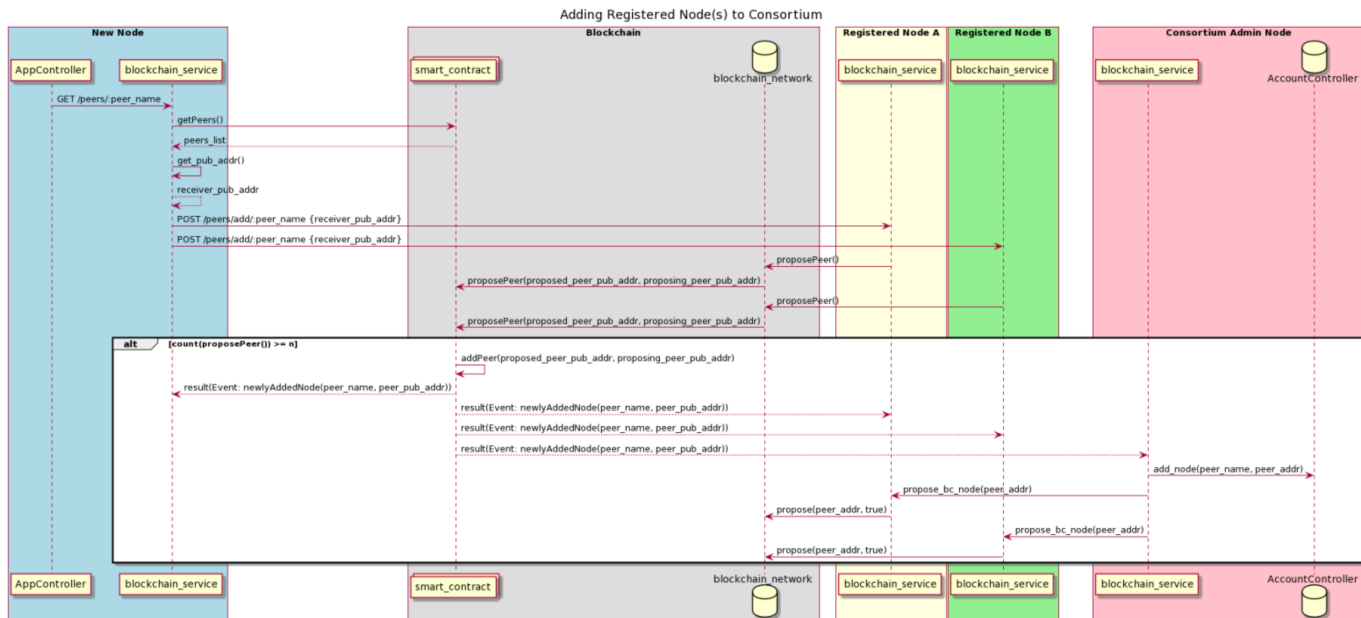 Adding Registered Node(s) to Consortium
New Node
Blockchain
Registered Node A
Registered Node B
Consortium Admin Node
AppController
blockchain_service
smart_contract
blockchain_network
blockchain_service
blockchain_service
blockchain_service
AccountController
GET /peers/:peer_name
getPeers()
peers_list
get_pub_addr()
receiver_pub_addr
POST /peers/add/:peer_name {receiver_pub_addr}
POST /peers/add/:peer_name {receiver_pub_addr}
proposePeer()
proposePeer(proposed_peer_pub_addr, proposing_peer_pub_addr)
proposePeer()
proposePeer(proposed_peer_pub_addr, proposing_peer_pub_addr)
alt [count(proposePeer()) >= n]
addPeer(proposed_peer_pub_addr, proposing_peer_pub_addr)
result(Event: newlyAddedNode(peer_name, peer_pub_addr))
result(Event: newlyAddedNode(peer_name, peer_pub_addr))
result(Event: newlyAddedNode(peer_name, peer_pub_addr))
result(Event: newlyAddedNode(peer_name, peer_pub_addr))
add_node(peer_name, peer_addr)
propose_bc_node(peer_addr)
propose(peer_addr, true)
propose_bc_node(peer_addr)
propose(peer_addr, true)
AppController
blockchain_service
smart_contract
blockchain_network
blockchain_service
blockchain_service
blockchain_service
AccountController